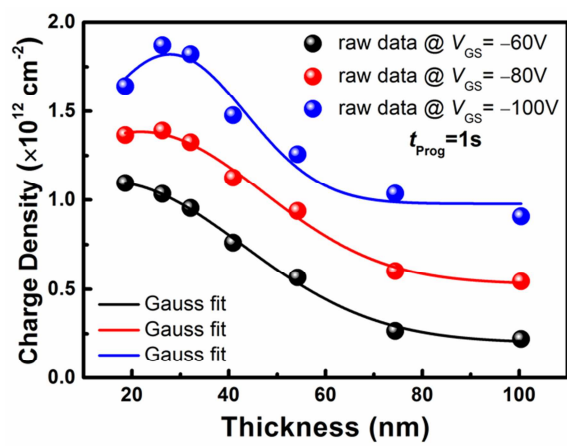 2.0
1.5
1.0
0.5
0.0
Charge Density (×10¹² cm⁻²)
raw data @ V_GS = −60V
raw data @ V_GS = −80V
raw data @ V_GS = −100V
t_Prog=1s
Gauss fit
Gauss fit
Gauss fit
20 40 60 80 100
Thickness (nm)